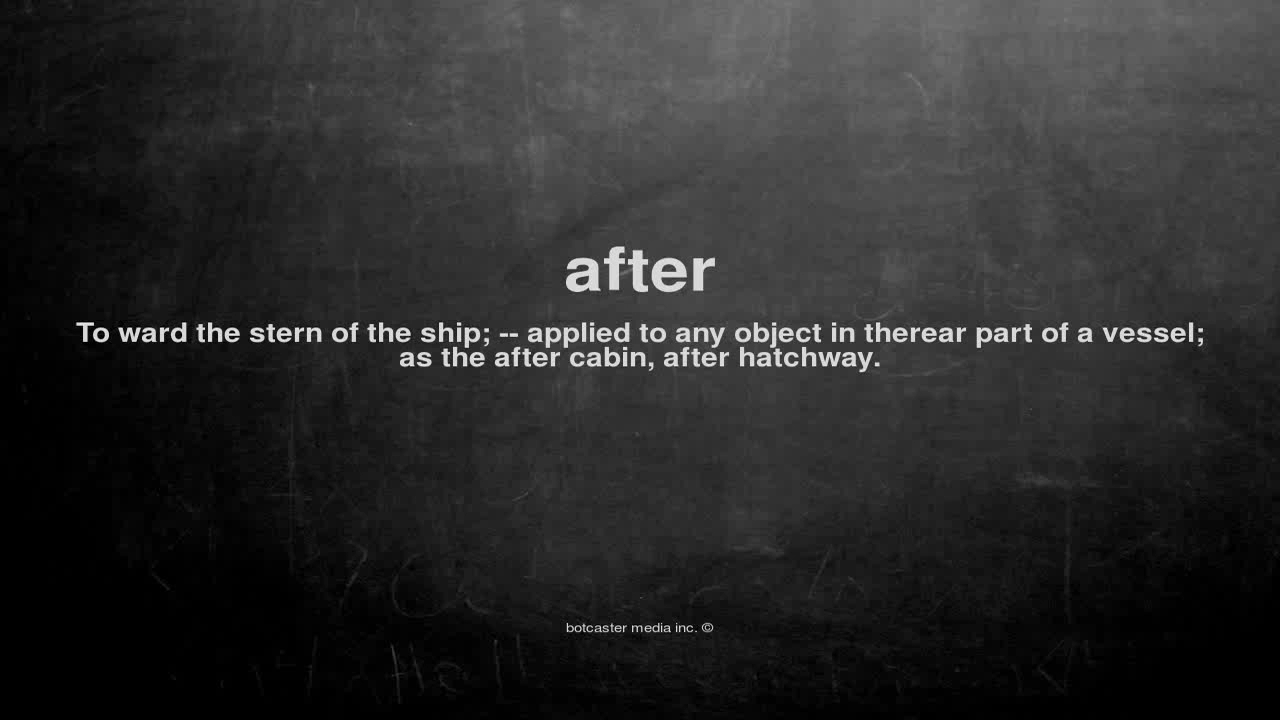 after
To ward the stern of the ship; -- applied to any object in therear part of a vessel;
as the after cabin, after hatchway.
botcaster media inc. ©